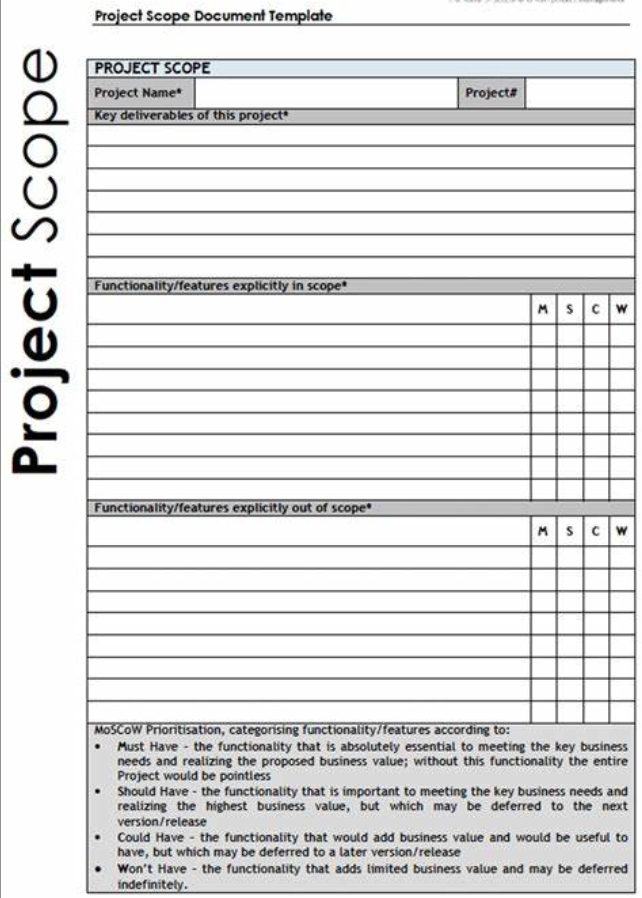 Project Scope Document Template
Project Scope
PROJECT SCOPE
Project Name* Project#
Key deliverables of this project*
Functionality/features explicitly in scope*
M S C W
Functionality/features explicitly out of scope*
M S C W
MoSCoW Prioritisation, categorising functionality/features according to:
• Must Have - the functionality that is absolutely essential to meeting the key business
needs and realizing the proposed business value; without this functionality the entire
Project would be pointless
• Should Have - the functionality that is important to meeting the key business needs and
realizing the highest business value, but which may be deferred to the next
version/release
• Could Have - the functionality that would add business value and would be useful to
have, but which may be deferred to a later version/release
• Won't Have - the functionality that adds limited business value and may be deferred
indefinitely.